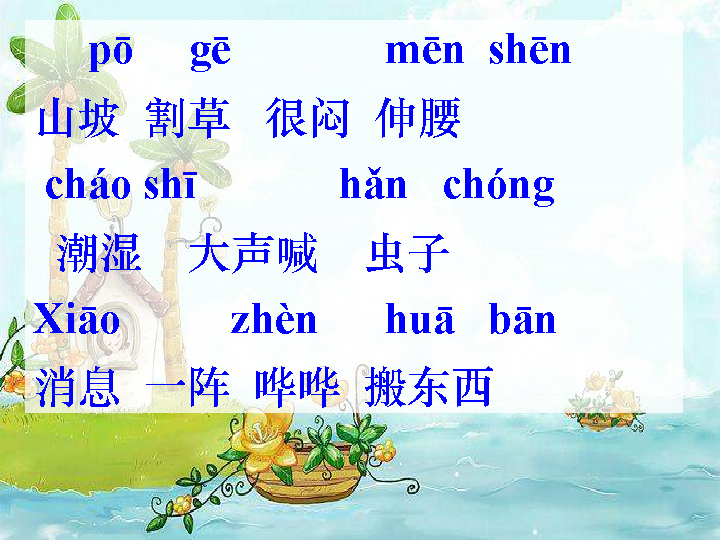 pō gē mēn shēn
山坡 割草 很闷 伸腰
cháo shī hǎn chóng
潮湿 大声喊 虫子
Xiāo zhèn huā bān
消息 一阵 哗哗 搬东西